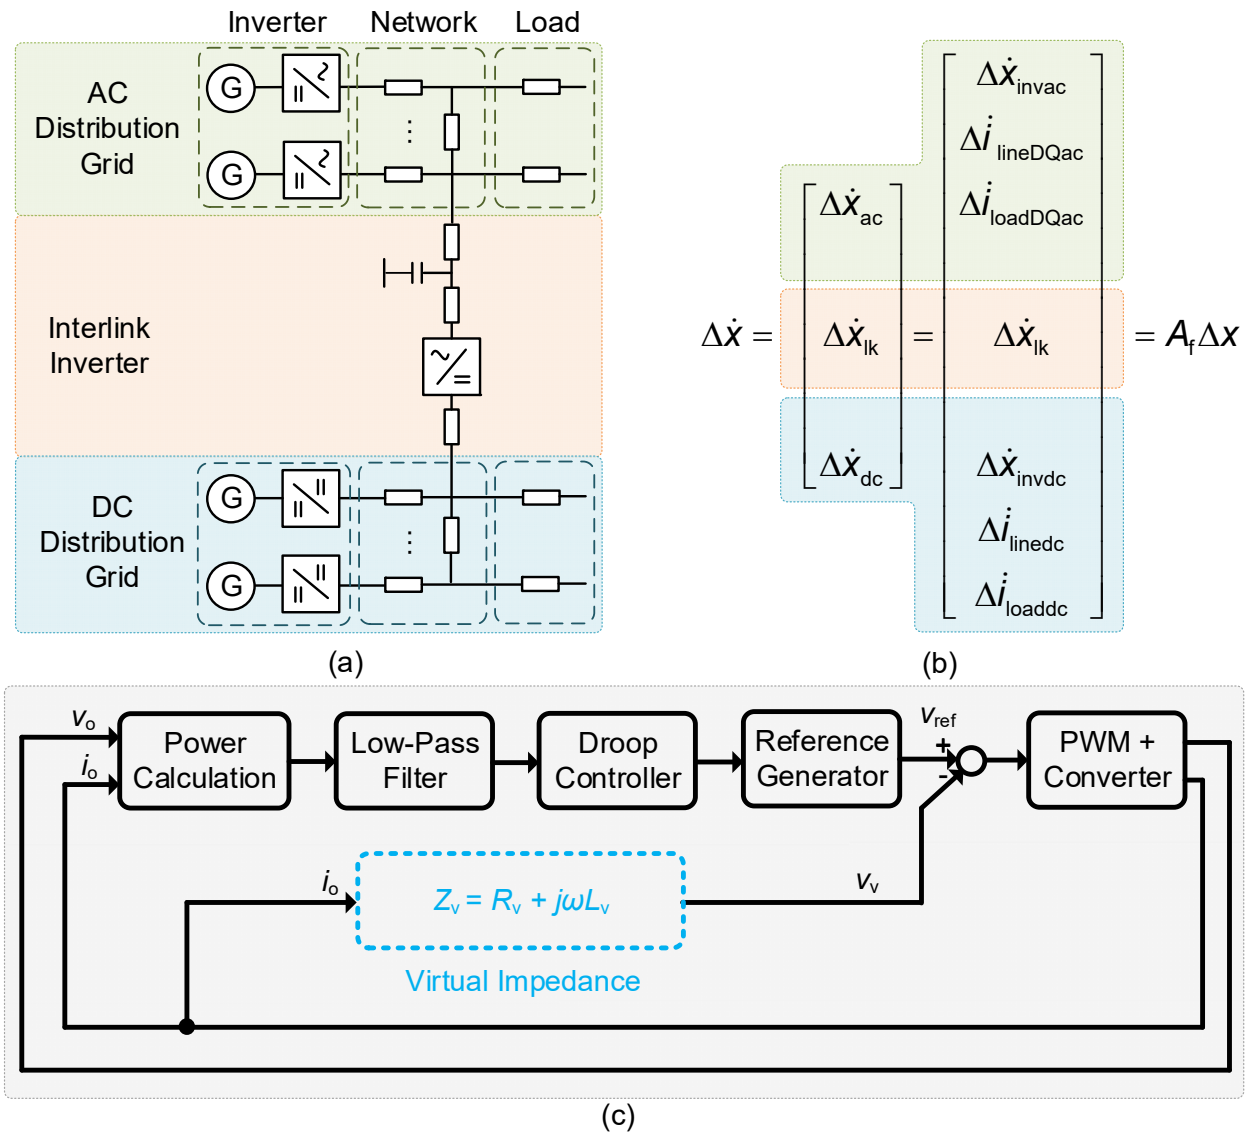 Inverter Network Load
AC
Distribution
Grid
G
G
Interlink
Inverter
DC
Distribution
Grid
G
G
(a)
Δẋ = [Δẋac Δẋlk Δẋdc] = [Δẋinvac Δi̇lineDQac Δi̇loadDQac Δẋlk Δẋinvdc Δi̇linedc Δi̇loaddc] = AfΔx
(b)
vo
io
Power
Calculation
Low-Pass
Filter
Droop
Controller
Reference
Generator
vref
+
-
PWM +
Converter
io
Zv = Rv + jωLv
vv
Virtual Impedance
(c)